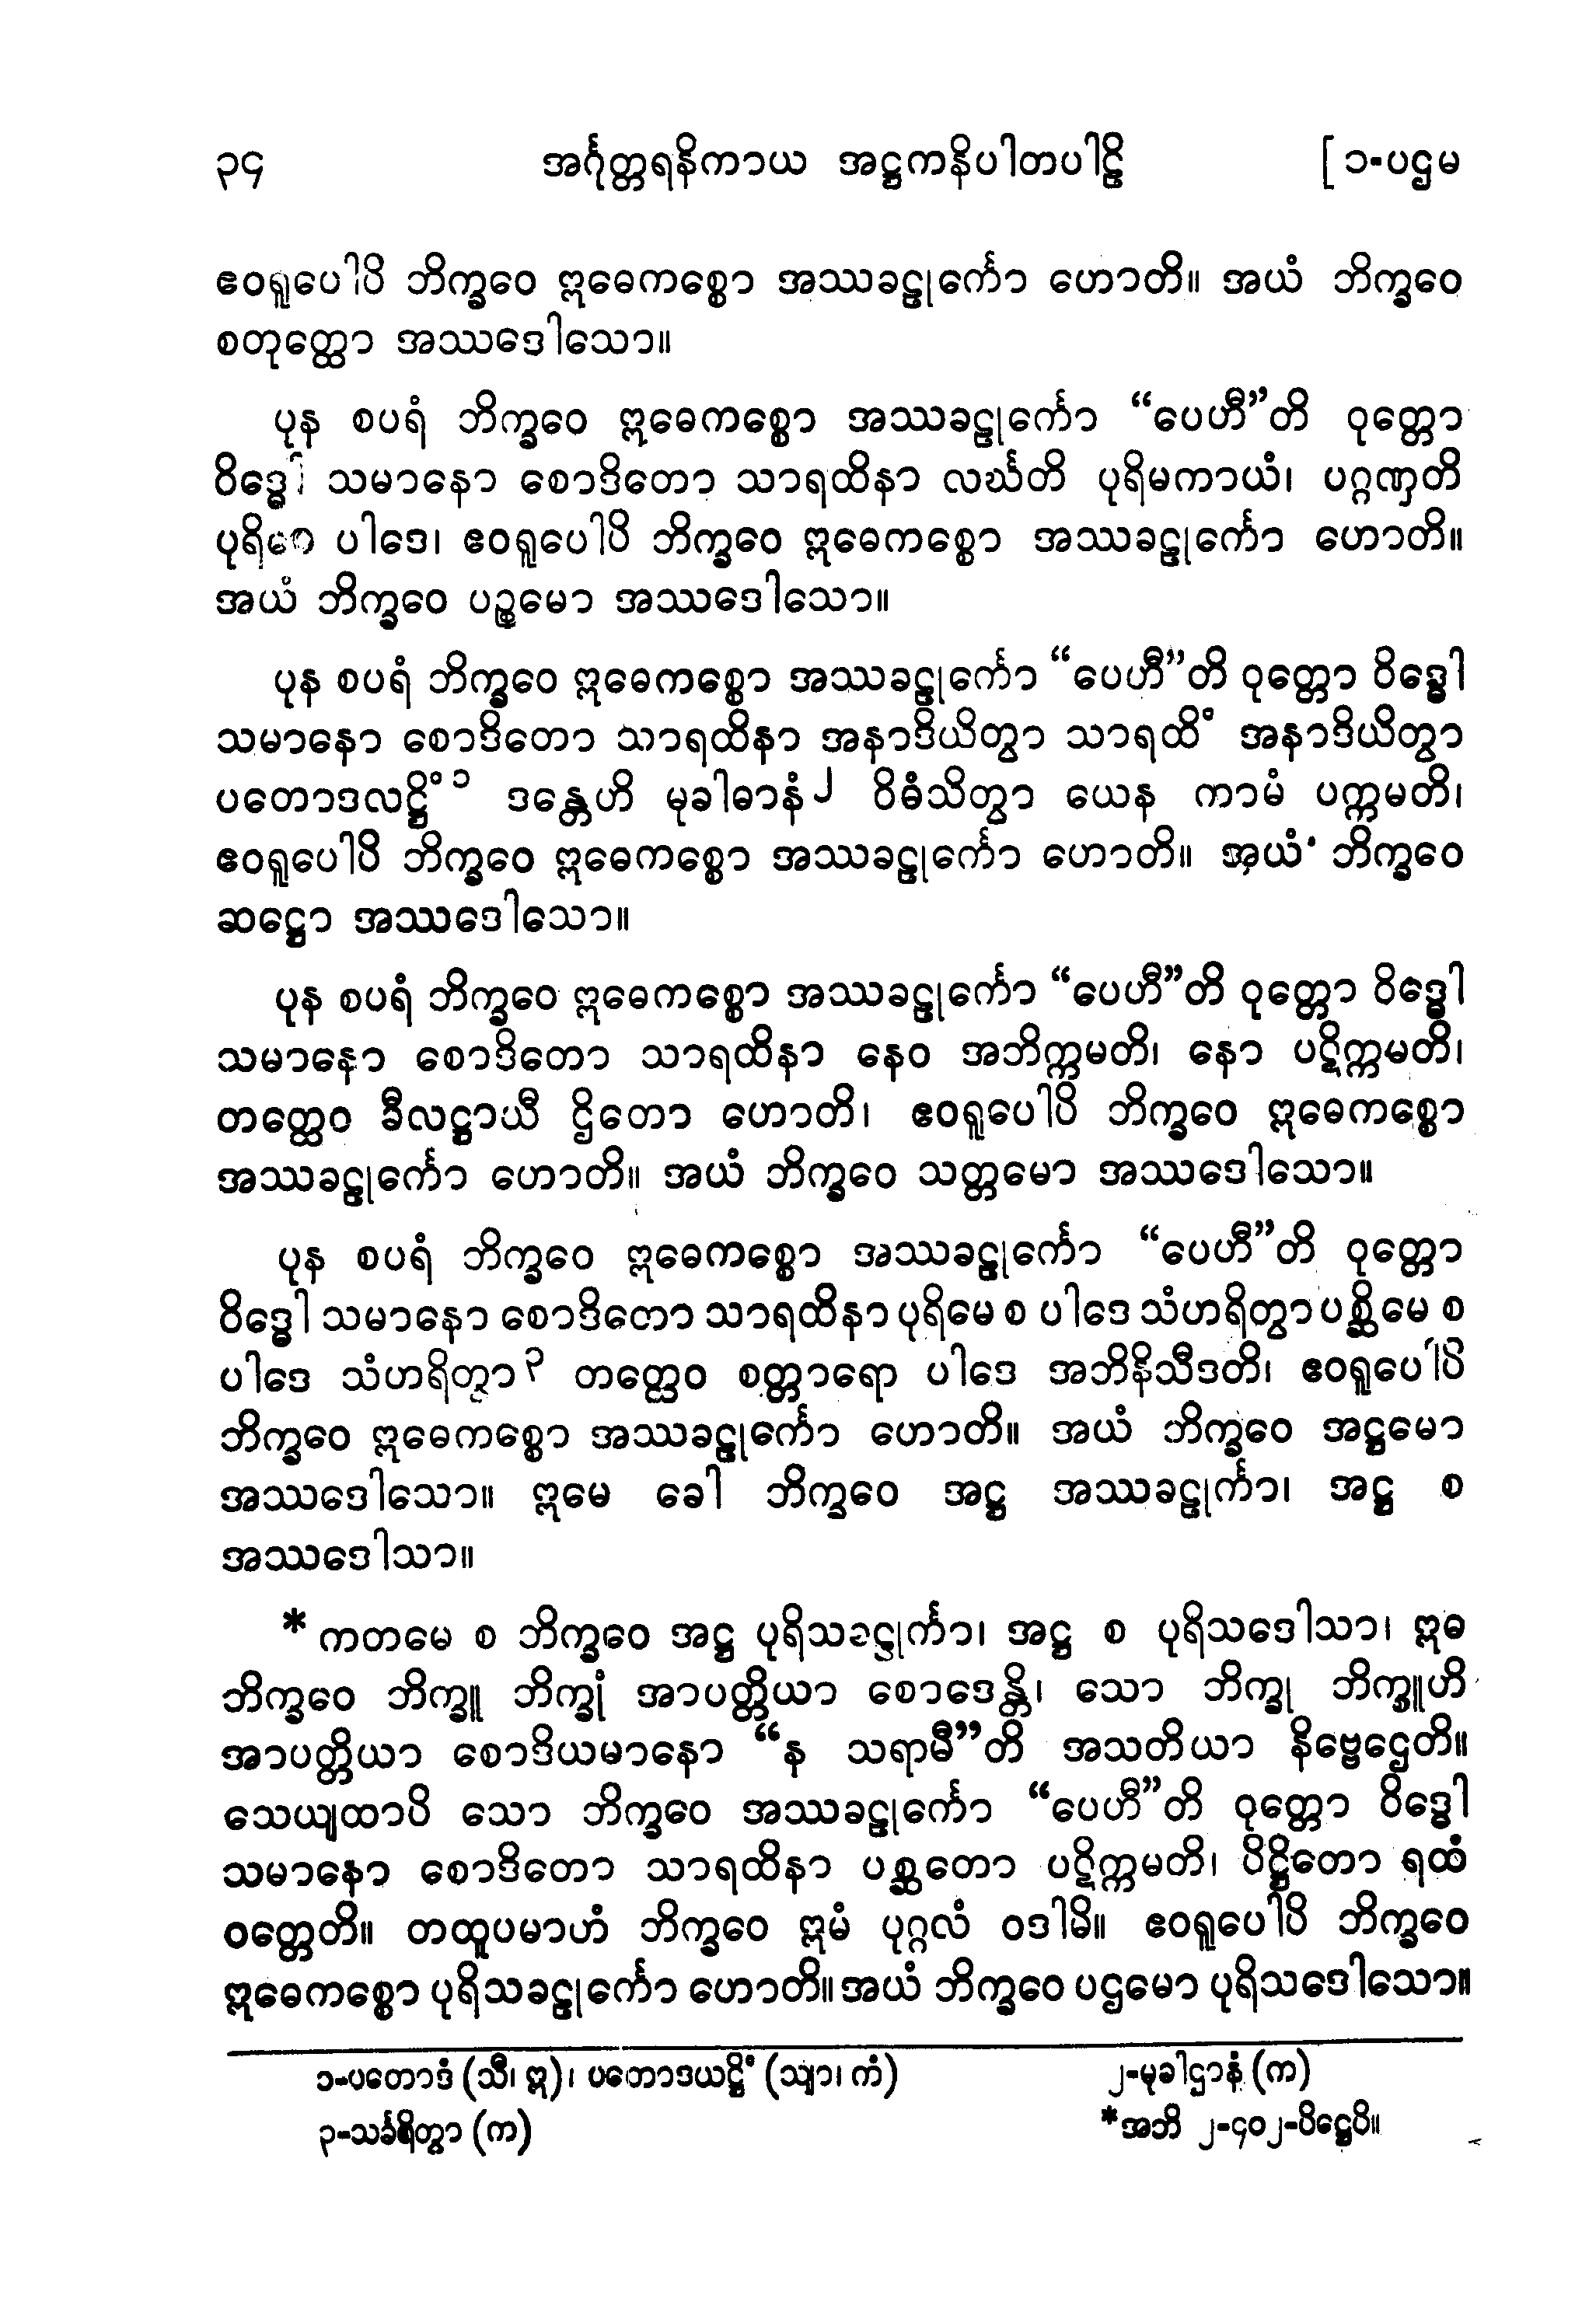 ၃၄ အင်္ဂုတ္တရနိကာယ အဋ္ဌကနိပါတပါဠိ [ ၁-ပဌမ
ဧဝရူပေါပိ ဘိက္ခဝေ ဣဓေကစ္စော အဿခဠုင်္ကော ဟောတိ။ အယံ ဘိက္ခဝေ
စတုတ္ထော အဿဒေါသော။
ပုန စပရံ ဘိက္ခဝေ ဣဓေကစ္စော အဿခဠုင်္ကော “ပေဟီ”တိ ဝုတ္တော
ဝိဒ္ဓေါ သမာနော စောဒိတော သာရထိနာ လင်္ဃတိ ပုရိမကာယံ၊ ပဂ္ဂဏှတိ
ပုရိမေ ပါဒေ၊ ဧဝရူပေါပိ ဘိက္ခဝေ ဣဓေကစ္စော အဿခဠုင်္ကော ဟောတိ။
အယံ ဘိက္ခဝေ ပဉ္စမော အဿဒေါသော။
ပုန စပရံ ဘိက္ခဝေ ဣဓေကစ္စော အဿခဠုင်္ကော “ပေဟီ”တိ ဝုတ္တော ဝိဒ္ဓေါ
သမာနော စောဒိတော သာရထိနာ အနာဒိယိတွာ သာရထိံ အနာဒိယိတွာ
ပတောဒလဋ္ဌိံ၁ ဒန္တေဟိ မုခါဓာနံ၂ ဝိဓံသိတွာ ယေန ကာမံ ပက္ကမတိ၊
ဧဝရူပေါပိ ဘိက္ခဝေ ဣဓေကစ္စော အဿခဠုင်္ကော ဟောတိ။ အယံ ဘိက္ခဝေ
ဆဋ္ဌော အဿဒေါသော။
ပုန စပရံ ဘိက္ခဝေ ဣဓေကစ္စော အဿခဠုင်္ကော “ပေဟီ”တိ ဝုတ္တော ဝိဒ္ဓေါ
သမာနော စောဒိတော သာရထိနာ နေဝ အဘိက္ကမတိ၊ နော ပဋိက္ကမတိ၊
တတ္ထေဝ ခီလဋ္ဌာယီ ဌိတော ဟောတိ၊ ဧဝရူပေါပိ ဘိက္ခဝေ ဣဓေကစ္စော
အဿခဠုင်္ကော ဟောတိ။ အယံ ဘိက္ခဝေ သတ္တမော အဿဒေါသော။
ပုန စပရံ ဘိက္ခဝေ ဣဓေကစ္စော အဿခဠုင်္ကော “ပေဟီ”တိ ဝုတ္တော
ဝိဒ္ဓေါ သမာနော စောဒိတော သာရထိနာ ပုရိမေ စ ပါဒေ သံဟရိတွာ ပစ္ဆိမေ စ
ပါဒေ သံဟရိတွာ၃ တတ္ထေဝ စတ္တာရော ပါဒေ အဘိနိသီဒတိ၊ ဧဝရူပေါပိ
ဘိက္ခဝေ ဣဓေကစ္စော အဿခဠုင်္ကော ဟောတိ။ အယံ ဘိက္ခဝေ အဋ္ဌမော
အဿဒေါသော။ ဣမေ ခေါ ဘိက္ခဝေ အဋ္ဌ အဿခဠုင်္ကာ၊ အဋ္ဌ စ
အဿဒေါသာ။
* ကတမေ စ ဘိက္ခဝေ အဋ္ဌ ပုရိသခဠုင်္ကာ၊ အဋ္ဌ စ ပုရိသဒေါသာ၊ ဣဓ
ဘိက္ခဝေ ဘိက္ခူ ဘိက္ခုံ အာပတ္တိယာ စောဒေန္တိ၊ သော ဘိက္ခု ဘိက္ခူဟိ
အာပတ္တိယာ စောဒိယမာနော “န သရာမီ”တိ အသတိယာ နိဗ္ဗေဌေတိ။
သေယျထာပိ သော ဘိက္ခဝေ အဿခဠုင်္ကော “ပေဟီ”တိ ဝုတ္တော ဝိဒ္ဓေါ
သမာနော စောဒိတော သာရထိနာ ပစ္ဆတော ပဋိက္ကမတိ၊ ပိဋ္ဌိတော ရထံ
ဝတ္တေတိ။ တထူပမာဟံ ဘိက္ခဝေ ဣမံ ပုဂ္ဂလံ ဝဒါမိ။ ဧဝရူပေါပိ ဘိက္ခဝေ
ဣဓေကစ္စော ပုရိသခဠုင်္ကော ဟောတိ။ အယံ ဘိက္ခဝေ ပဌမော ပုရိသဒေါသော။
၁-ပတောဒံ (သီ၊ ဣ)၊ ပတောဒယဋ္ဌိံ (သျာ၊ ကံ) ၂-မုခါဌာနံ (က)
၃-သင်္ခရိတွာ (က) *အဘိ ၂-၄၀၂-ပိဋ္ဌေပိ။